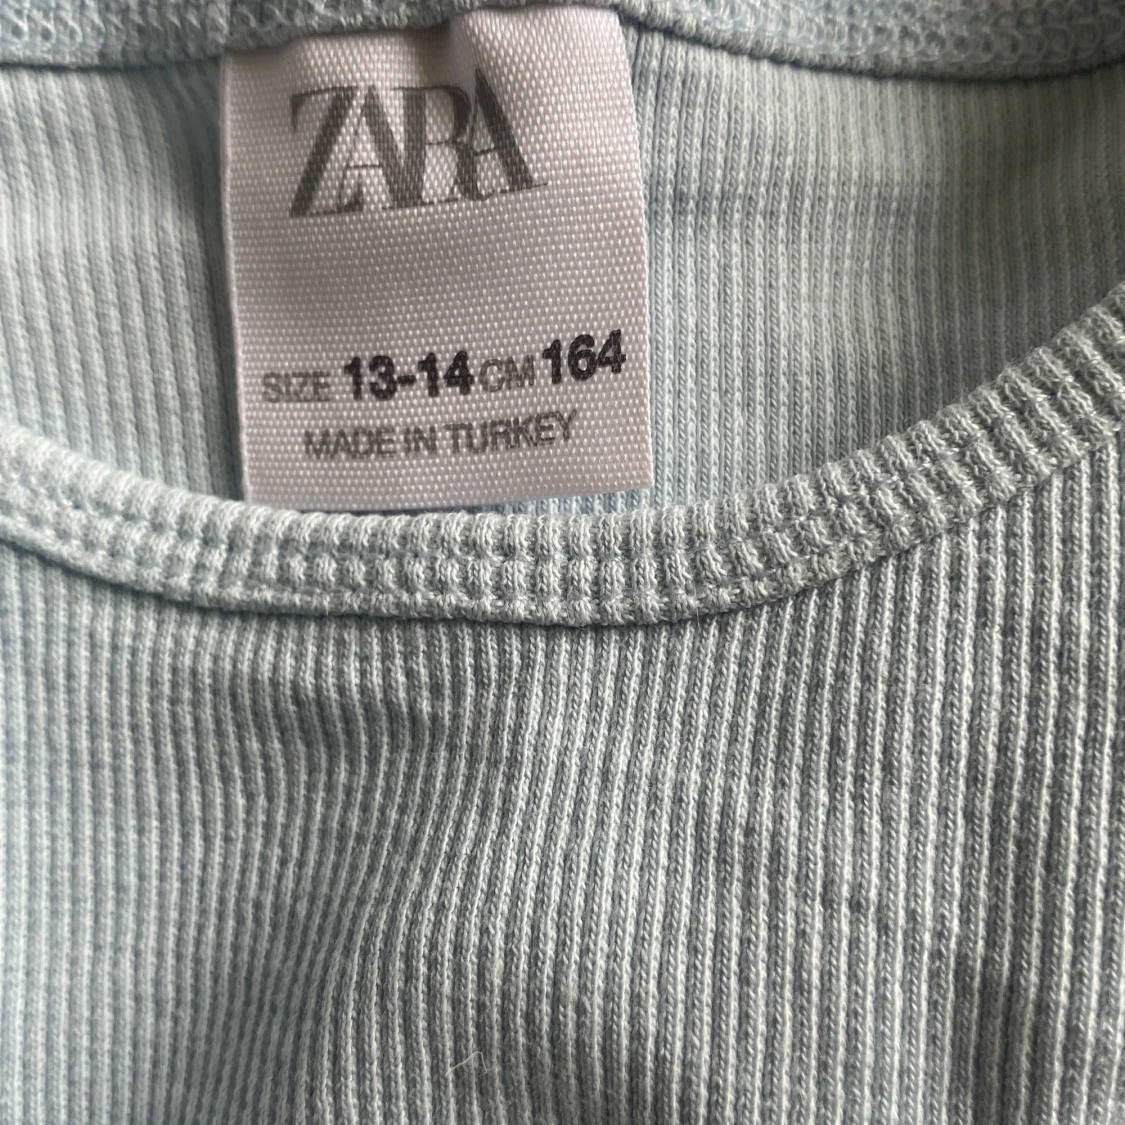 ZARA
SIZE 13-14 CM 164
MADE IN TURKEY